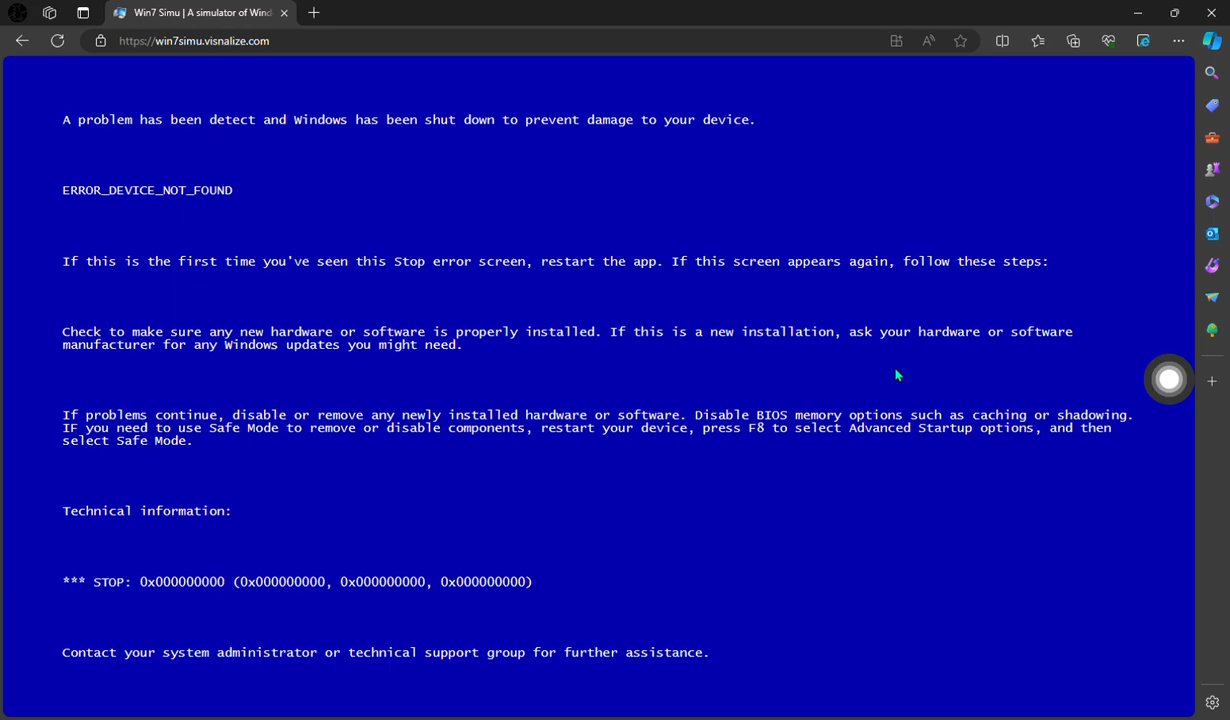 Win7 Simu | A simulator of Wind
https://win7simu.visnalize.com
A problem has been detect and Windows has been shut down to prevent damage to your device.
ERROR_DEVICE_NOT_FOUND
If this is the first time you've seen this Stop error screen, restart the app. If this screen appears again, follow these steps:
Check to make sure any new hardware or software is properly installed. If this is a new installation, ask your hardware or software
manufacturer for any Windows updates you might need.
If problems continue, disable or remove any newly installed hardware or software. Disable BIOS memory options such as caching or shadowing.
IF you need to use Safe Mode to remove or disable components, restart your device, press F8 to select Advanced Startup options, and then
select Safe Mode.
Technical information:
*** STOP: 0x000000000 (0x000000000, 0x000000000, 0x000000000)
Contact your system administrator or technical support group for further assistance.